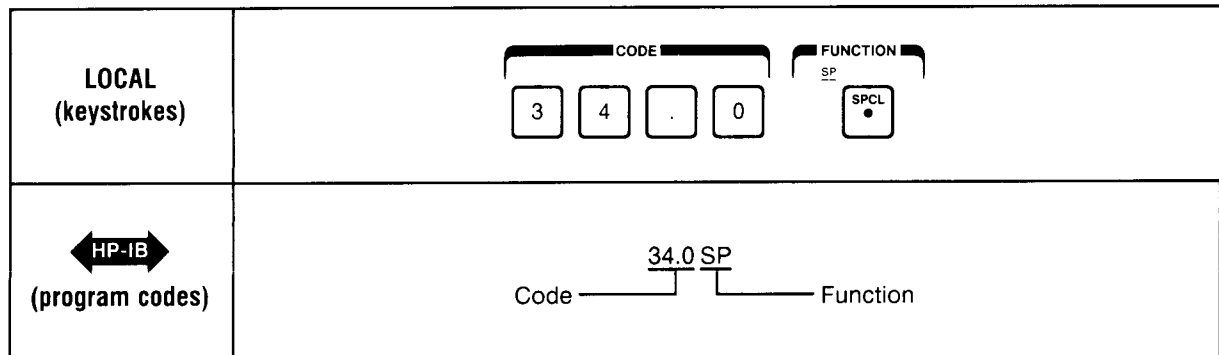 LOCAL
(keystrokes)
CODE
FUNCTION
SP
3 4 . 0
SPCL
HP-IB
(program codes)
34.0 SP
Code
Function